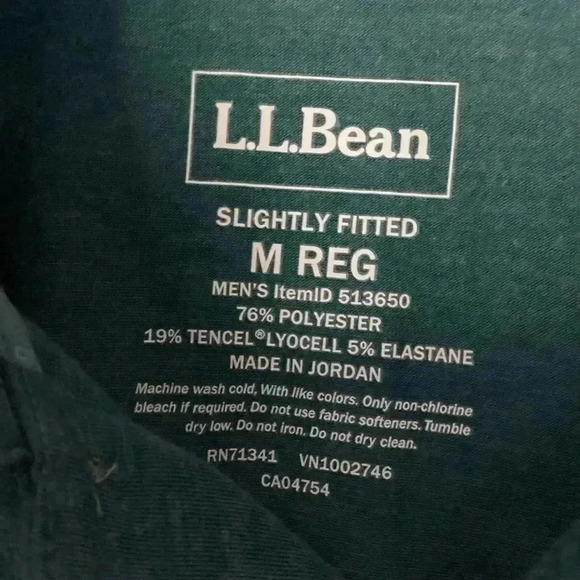 L.L.Bean
SLIGHTLY FITTED
M REG
MEN'S ItemID 513650
76% POLYESTER
19% TENCEL®LYOCELL 5% ELASTANE
MADE IN JORDAN
Machine wash cold, With like colors. Only non-chlorine
bleach if required. Do not use fabric softeners. Tumble
dry low. Do not iron. Do not dry clean.
RN71341 VN1002746
CA04754